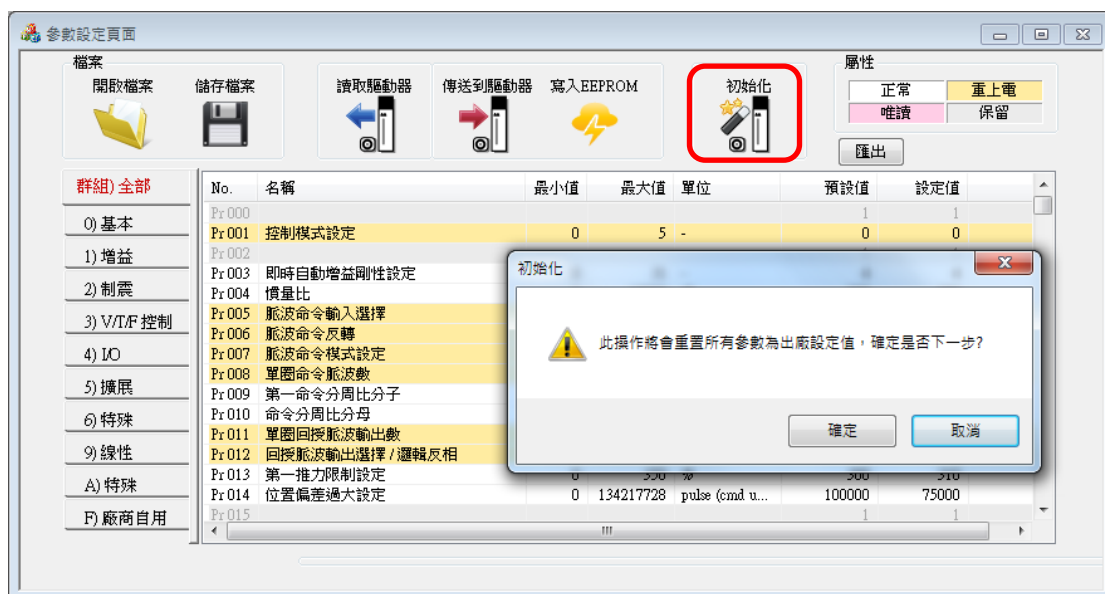 參數設定頁面
檔案
開啟檔案 儲存檔案 讀取驅動器 傳送到驅動器 寫入EEPROM 初始化
屬性
正常 重上電
唯讀 保留
匯出
群組) 全部
0) 基本
1) 增益
2) 制震
3) V/T/F 控制
4) I/O
5) 擴展
6) 特殊
9) 線性
A) 特殊
F) 廠商自用
No. 名稱 最小值 最大值 單位 預設值 設定值
Pr 000 1 1
Pr 001 控制模式設定 0 5 - 0 0
Pr 002
Pr 003 即時自動增益剛性設定
Pr 004 慣量比
Pr 005 脈波命令輸入選擇
Pr 006 脈波命令反轉
Pr 007 脈波命令模式設定
Pr 008 單圈命令脈波數
Pr 009 第一命令分周比分子
Pr 010 命令分周比分母
Pr 011 單圈回授脈波輸出數
Pr 012 回授脈波輸出選擇 / 邏輯反相
Pr 013 第一推力限制設定
Pr 014 位置偏差過大設定 0 134217728 pulse (cmd u... 100000 75000
Pr 015 1 1
初始化
此操作將會重置所有參數為出廠設定值，確定是否下一步?
確定 取消